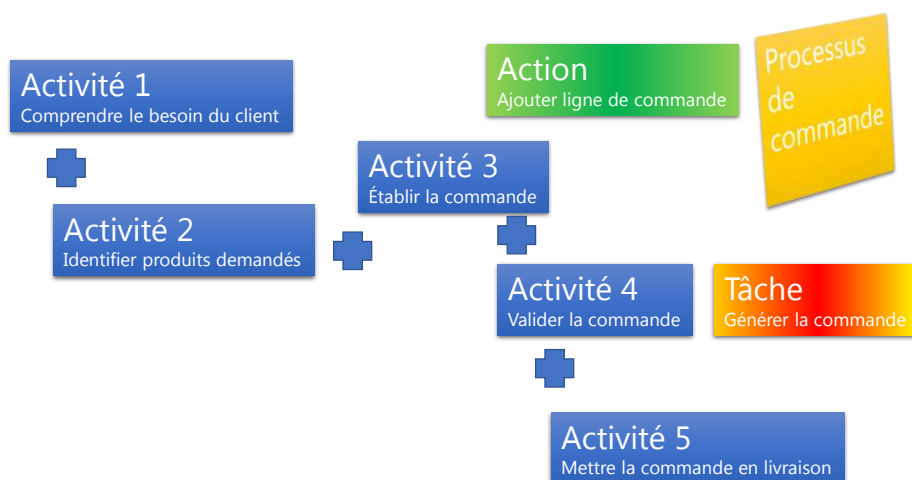 Activité 1
Comprendre le besoin du client
Activité 2
Identifier produits demandés
Activité 3
Établir la commande
Action
Ajouter ligne de commande
Processus
de
commande
Activité 4
Valider la commande
Tâche
Générer la commande
Activité 5
Mettre la commande en livraison